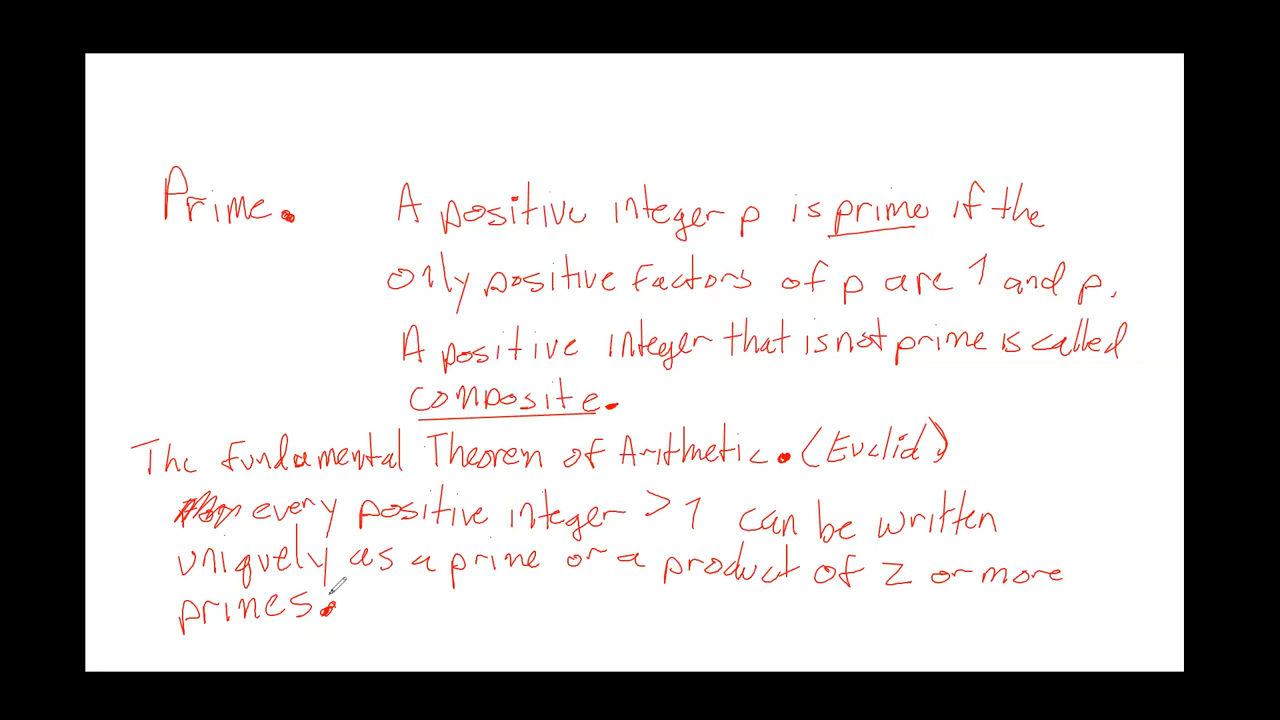 Prime. A positive integer p is prime if the
only positive factors of p are 1 and p.
A positive integer that is not prime is called
composite.
The Fundamental Theorem of Arithmetic. (Euclid)
every positive integer > 1 can be written
uniquely as a prime or a product of 2 or more
primes.